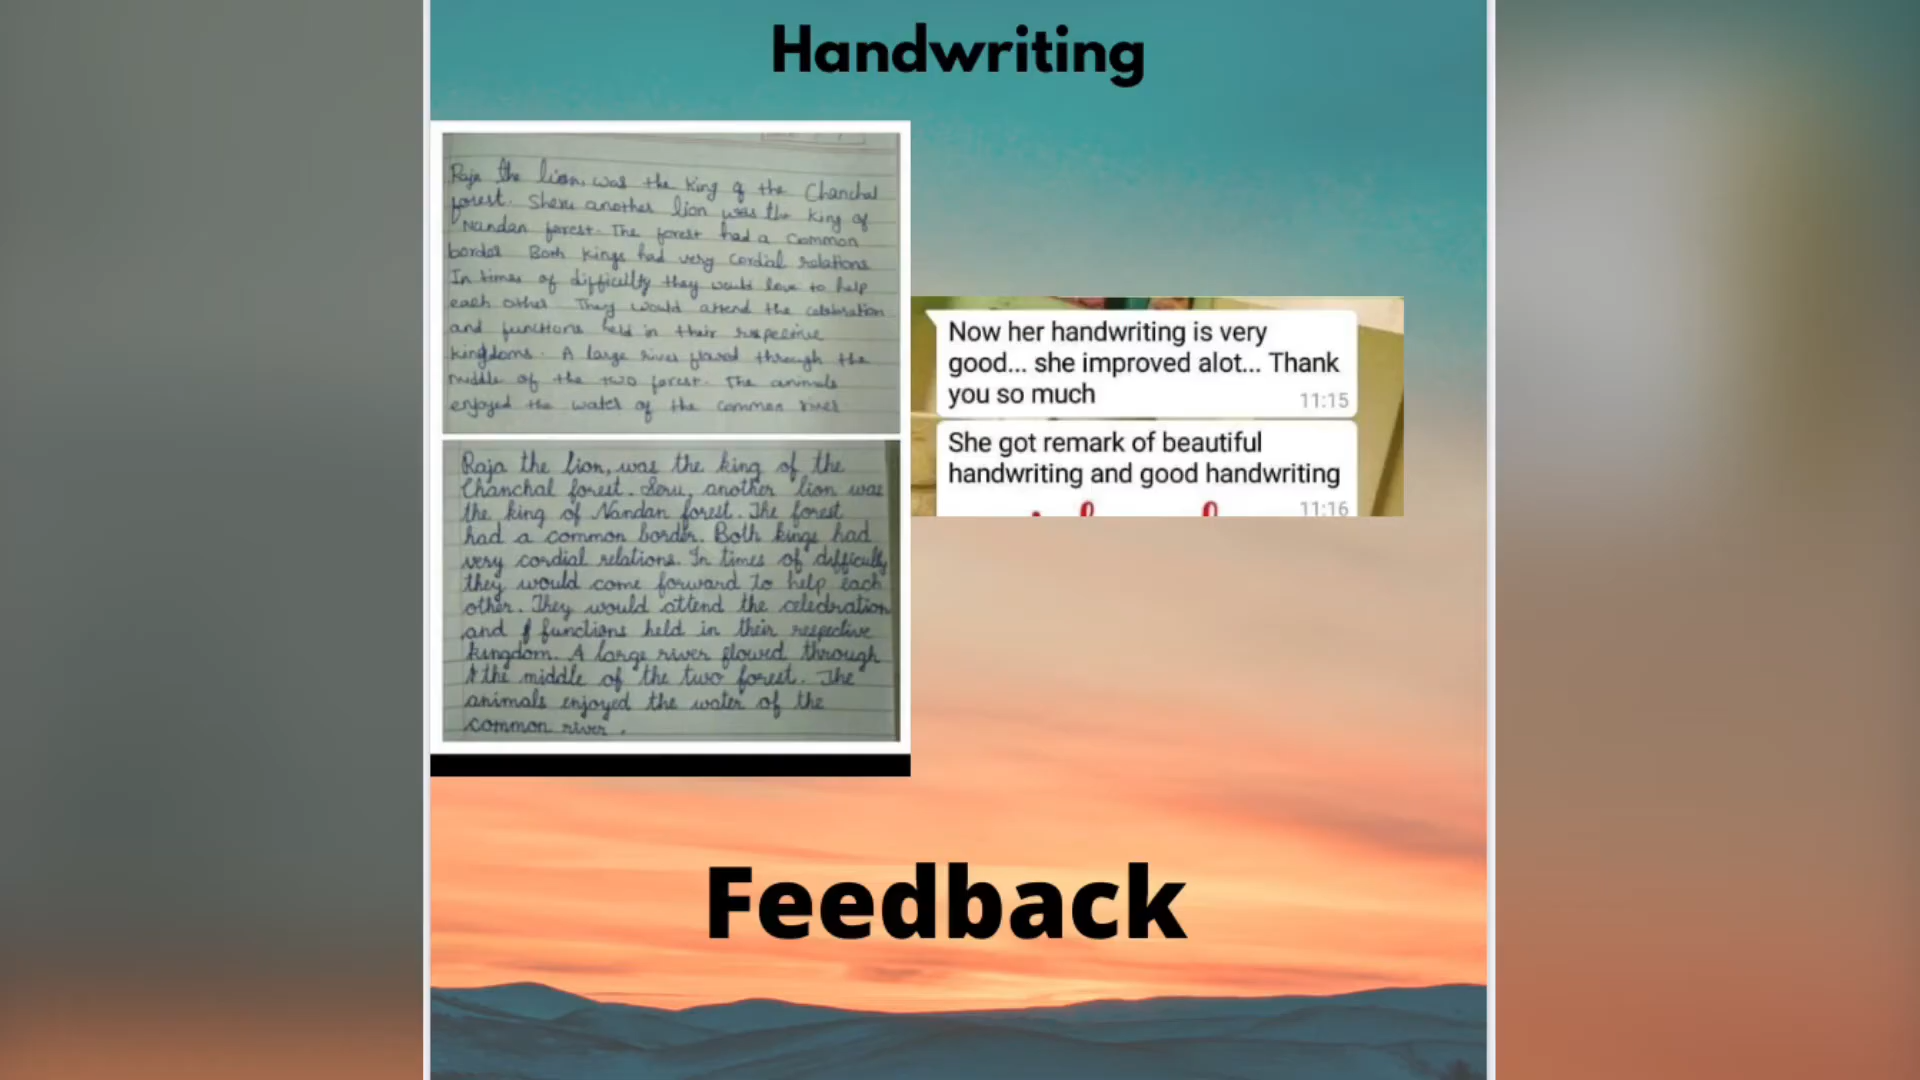 Handwriting
Raja the lion, was the king of the Chanchal
forest. Sheru another lion was the king of
Nandan forest. The forest had a common
border Both kings had very cordial relations
In times of difficullty they would love to help
each other They would attend the celebration
and functions held in their respective
kingdoms. A large river flowed through the
middle of the two forest. The animals
enjoyed the water of the common river
Raja the lion, was the king of the
Chanchal forest. Seru, another lion was
the king of Nandan forest. The forest
had a common border. Both kings had
very cordial relations. In times of difficully
they would come forward to help each
other. They would attend the celedration
and functions held in their respective
kingdom. A large river flowed through
the middle of the two forest. The
animals enjoyed the water of the
common river.
Now her handwriting is very
good... she improved alot... Thank
you so much
11:15
She got remark of beautiful
handwriting and good handwriting
11:16
Feedback